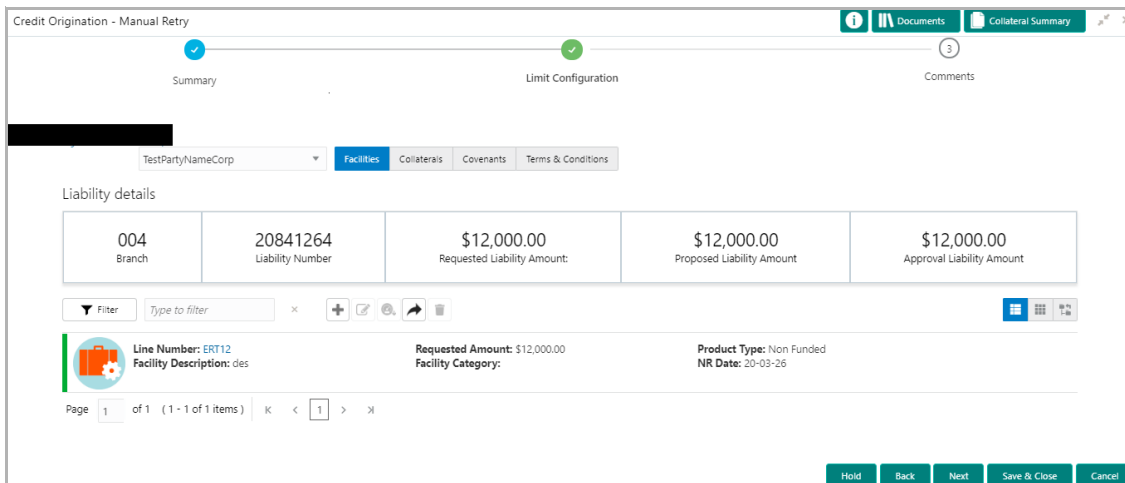 Credit Origination - Manual Retry
Documents
Collateral Summary
3
Summary
Limit Configuration
Comments
TestPartyNameCorp
Facilities
Collaterals
Covenants
Terms & Conditions
Liability details
004
Branch
20841264
Liability Number
$12,000.00
Requested Liability Amount:
$12,000.00
Proposed Liability Amount
$12,000.00
Approval Liability Amount
Filter
Type to filter
Line Number: ERT12
Facility Description: des
Requested Amount: $12,000.00
Facility Category:
Product Type: Non Funded
NR Date: 20-03-26
Page 1 of 1 (1 - 1 of 1 items) K < 1 > >|
Hold
Back
Next
Save & Close
Cancel